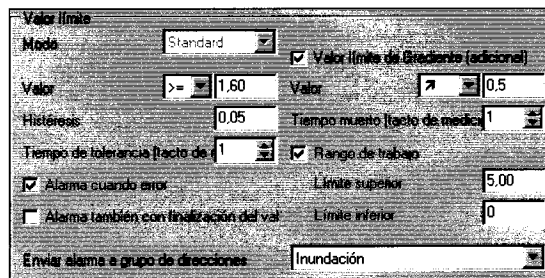 Valor límite
Modo Standard
Valor límite de Gradiente (adicional)
Valor >= 1,60 Valor 0,5
Histéresis 0,05 Tiempo muerto [tacto de medici 1
Tiempo de tolerancia [tacto de 1 Rango de trabajo
Alarma cuando error Límite superior 5,00
Alarma también con finalización del val Límite inferior 0
Enviar alarma a grupo de direcciones Inundación